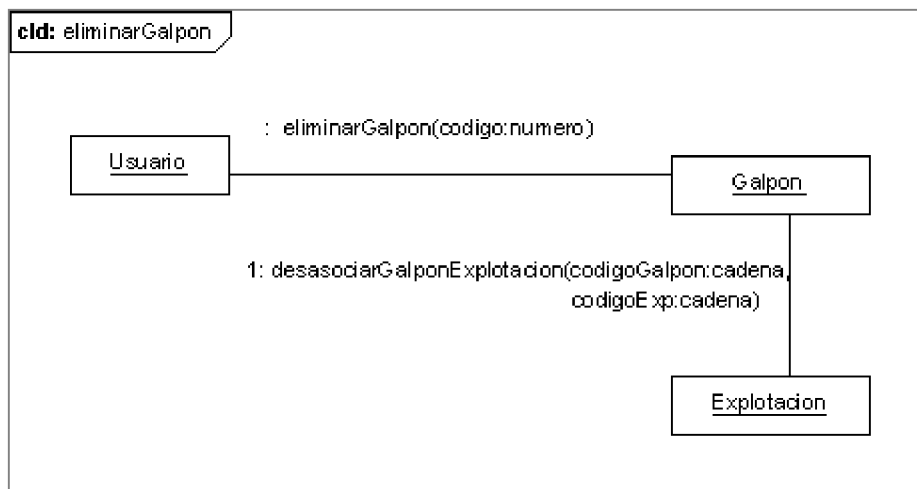 cld: eliminarGalpon
: eliminarGalpon(codigo:numero)
Usuario
Galpon
1: desasociarGalponExplotacion(codigoGalpon:cadena,
codigoExp:cadena)
Explotacion